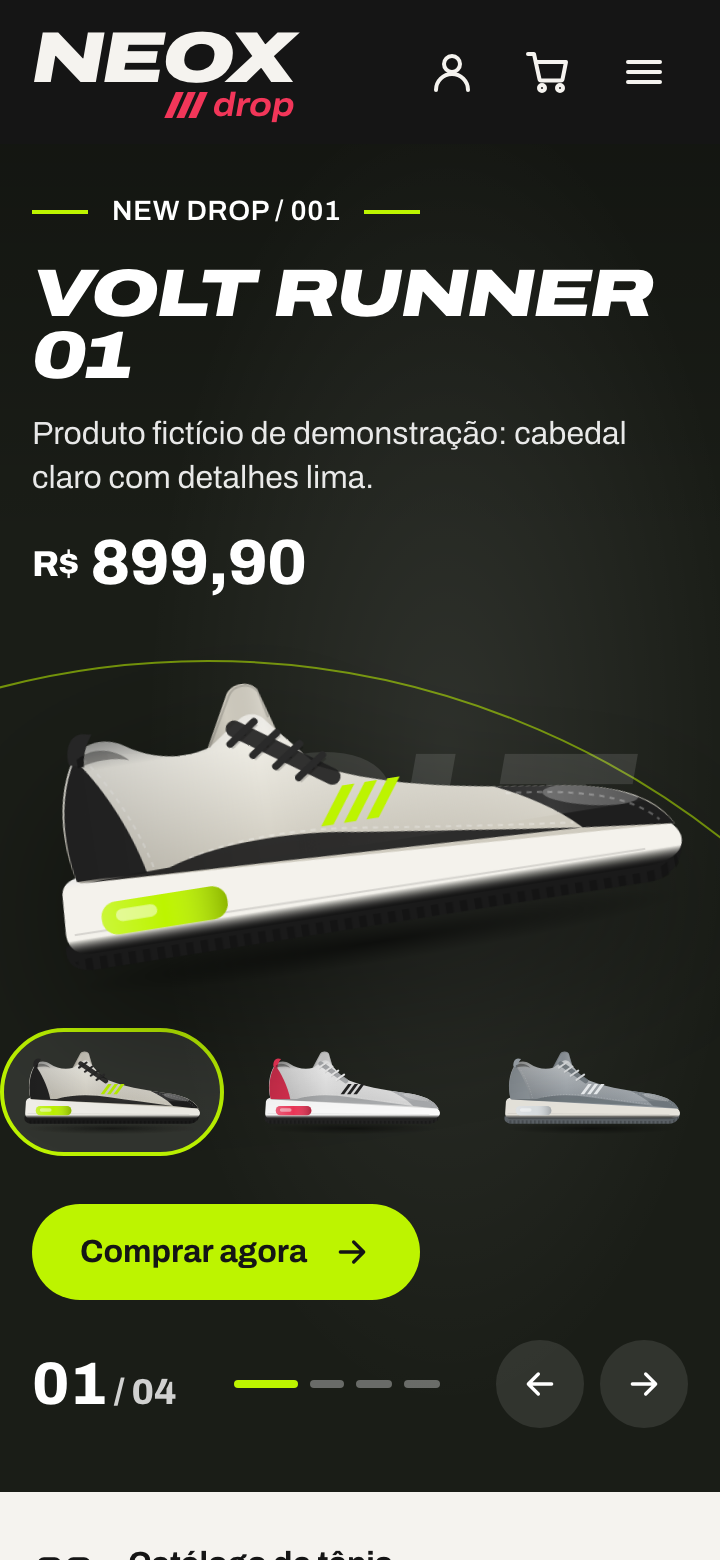 NEOX
drop
NEW DROP / 001
VOLT RUNNER
01
Produto fictício de demonstração: cabedal
claro com detalhes lima.
R$ 899,90
Comprar agora
01 / 04